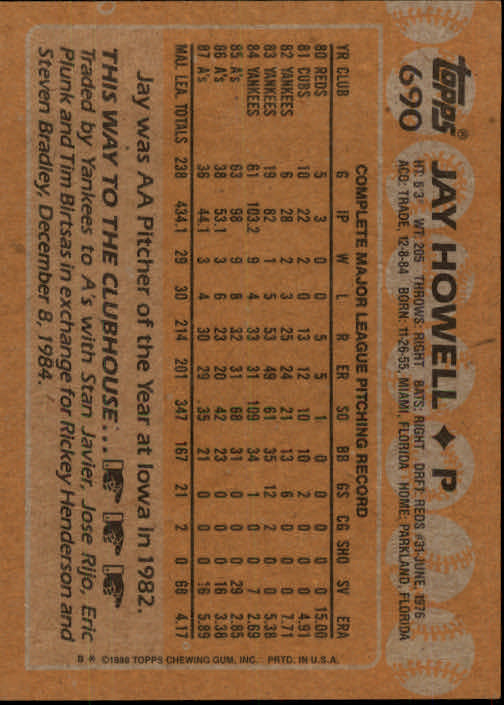 Topps® 690 JAY HOWELL ♦ P
HT: 6'3 WT: 205 THROWS: RIGHT BATS: RIGHT DRFT: REDS #31-JUNE, 1976
ACQ: TRADE, 12-8-84 BORN: 11-26-55, MIAMI, FLORIDA HOME: PARKLAND, FLORIDA
COMPLETE MAJOR LEAGUE PITCHING RECORD
YR CLUB G IP W L R ER SO BB GS CG SHO SV ERA
80 REDS 5 3 0 0 5 5 1 0 0 0 0 0 15.00
81 CUBS 10 22 2 0 13 12 10 10 2 0 0 0 4.91
82 YANKEES 6 28 2 3 25 24 21 13 6 0 0 0 7.71
83 YANKEES 19 82 1 5 53 49 61 35 12 2 0 0 5.38
84 YANKEES 61 103.2 9 4 33 31 109 34 1 0 0 7 2.69
85 A's 63 98 9 8 32 31 68 31 0 0 0 29 2.85
86 A's 38 53.1 3 6 23 20 42 23 0 0 0 16 3.38
87 A's 36 44.1 3 4 30 29 35 21 0 0 0 16 5.89
MAJ. LEA. TOTALS 238 434.1 29 30 214 201 347 167 21 2 0 68 4.17
Jay was AA Pitcher of the Year at Iowa in 1982.
THIS WAY TO THE CLUBHOUSE...
Traded by Yankees to A's with Stan Javier, Jose Rijo, Eric
Plunk and Tim Birtsas in exchange for Rickey Henderson and
Steven Bradley, December 8, 1984.
B * ©1988 TOPPS CHEWING GUM, INC. PRTD. IN U.S.A.